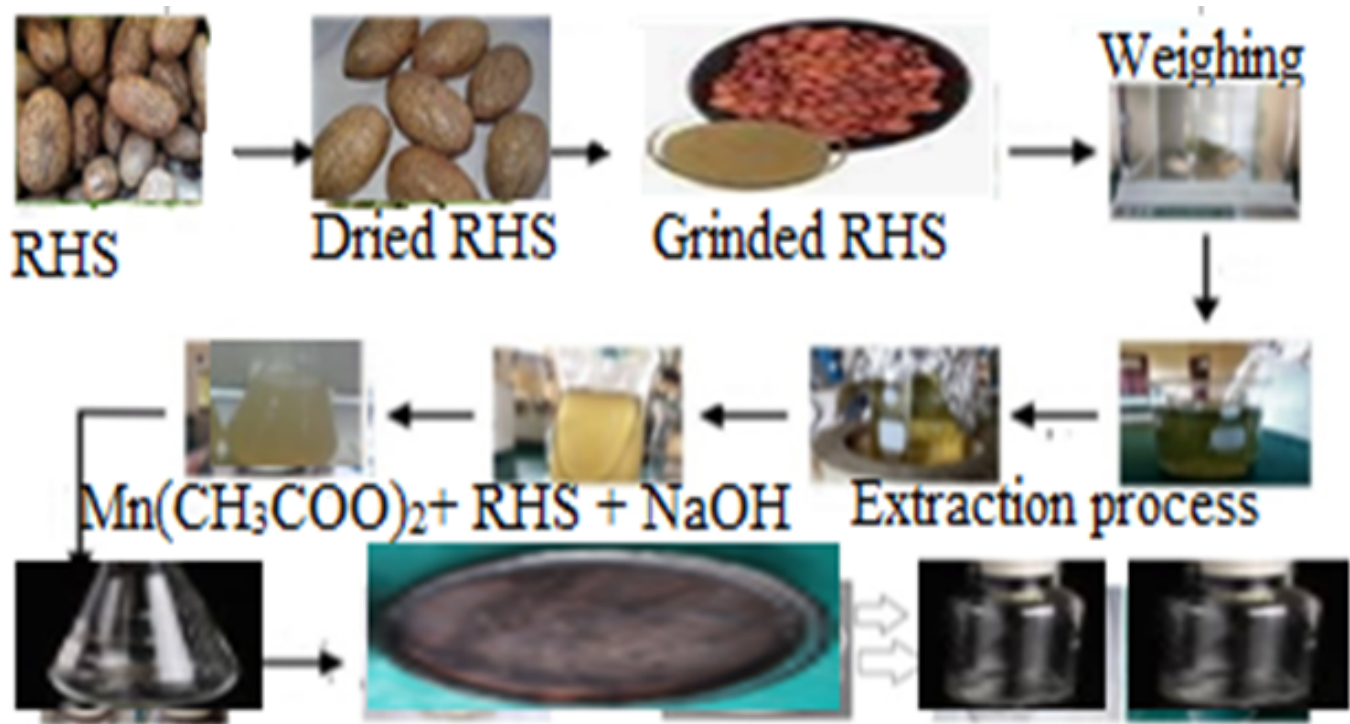 Weighing
RHS
Dried RHS
Grinded RHS
Mn(CH₃COO)₂+ RHS + NaOH
Extraction process